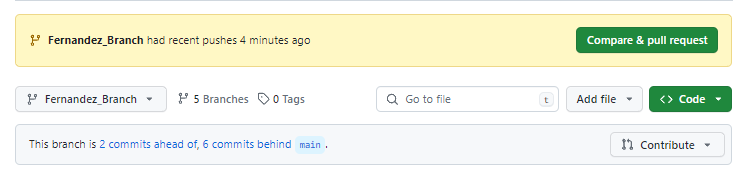 Fernandez_Branch had recent pushes 4 minutes ago
Compare & pull request
Fernandez_Branch
5 Branches
0 Tags
Go to file
t
Add file
Code
This branch is 2 commits ahead of, 6 commits behind main.
Contribute